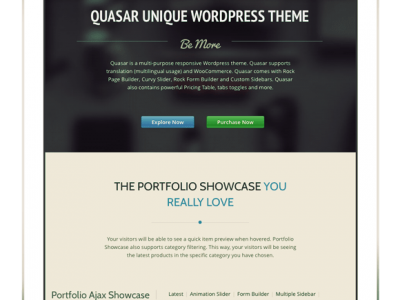 QUASAR UNIQUE WORDPRESS THEME
Be More
Quasar is a multi-purpose responsive Wordpress theme. Quasar supports
translation (multilingual usage) and WooCommerce. Quasar comes with Rock
Page Builder, Curvy Slider, Rock Form Builder and Custom Sidebars. Quasar
also contains powerful Pricing Table, tabs toggles and more.
Explore Now Purchase Now
THE PORTFOLIO SHOWCASE YOU
REALLY LOVE
Your visitors will be able to see a quick item preview when hovered. Portfolio
Showcase also supports category filtering. This way, your visitors will be seeing
the latest products in the specific category you have chosen.
Portfolio Ajax Showcase Latest Animation Slider Form Builder Multiple Sidebar